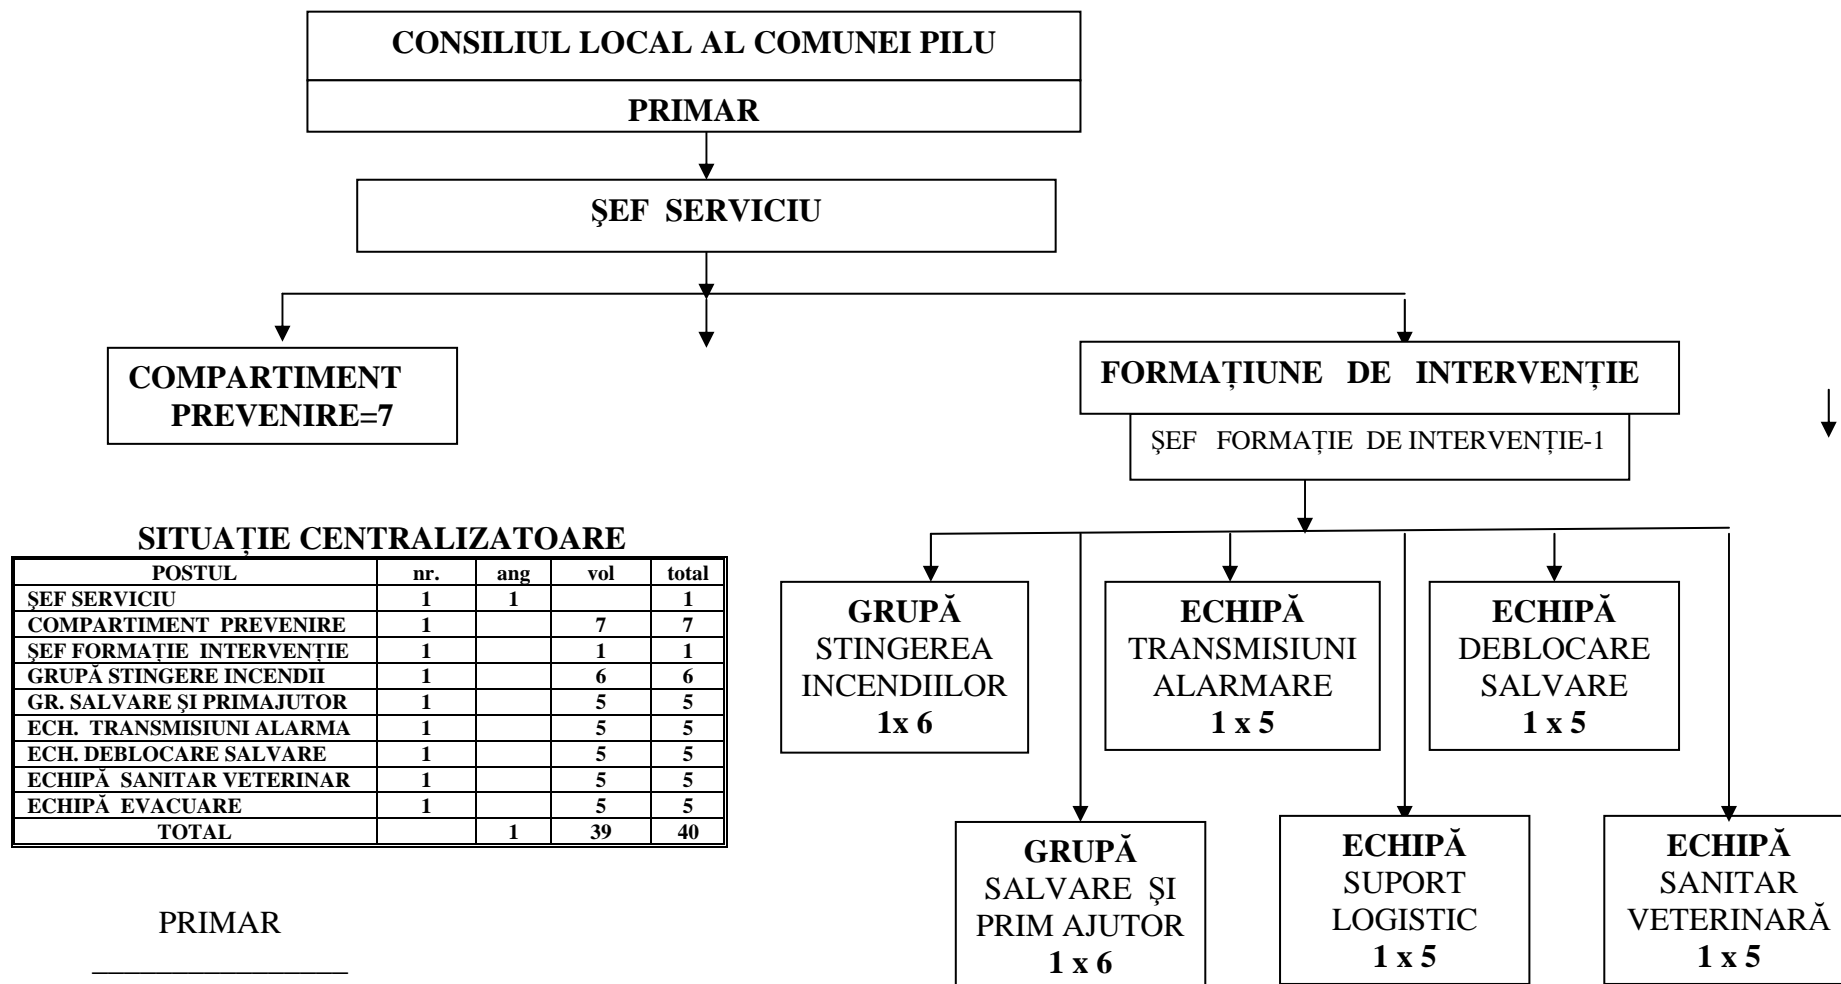 CONSILIUL LOCAL AL COMUNEI PILU
PRIMAR
ŞEF SERVICIU
COMPARTIMENT
PREVENIRE=7
FORMAȚIUNE DE INTERVENȚIE
ŞEF FORMAȚIE DE INTERVENȚIE-1
SITUAȚIE CENTRALIZATOARE
POSTUL nr. ang vol total
ŞEF SERVICIU 1 1 1
COMPARTIMENT PREVENIRE 1 7 7
ŞEF FORMAȚIE INTERVENȚIE 1 1 1
GRUPĂ STINGERE INCENDII 1 6 6
GR. SALVARE ŞI PRIMAJUTOR 1 5 5
ECH. TRANSMISIUNI ALARMA 1 5 5
ECH. DEBLOCARE SALVARE 1 5 5
ECHIPĂ SANITAR VETERINAR 1 5 5
ECHIPĂ EVACUARE 1 5 5
TOTAL 1 39 40
GRUPĂ
STINGEREA
INCENDIILOR
1x 6
ECHIPĂ
TRANSMISIUNI
ALARMARE
1 x 5
ECHIPĂ
DEBLOCARE
SALVARE
1 x 5
GRUPĂ
SALVARE ŞI
PRIM AJUTOR
1 x 6
ECHIPĂ
SUPORT
LOGISTIC
1 x 5
ECHIPĂ
SANITAR
VETERINARĂ
1 x 5
PRIMAR
________________